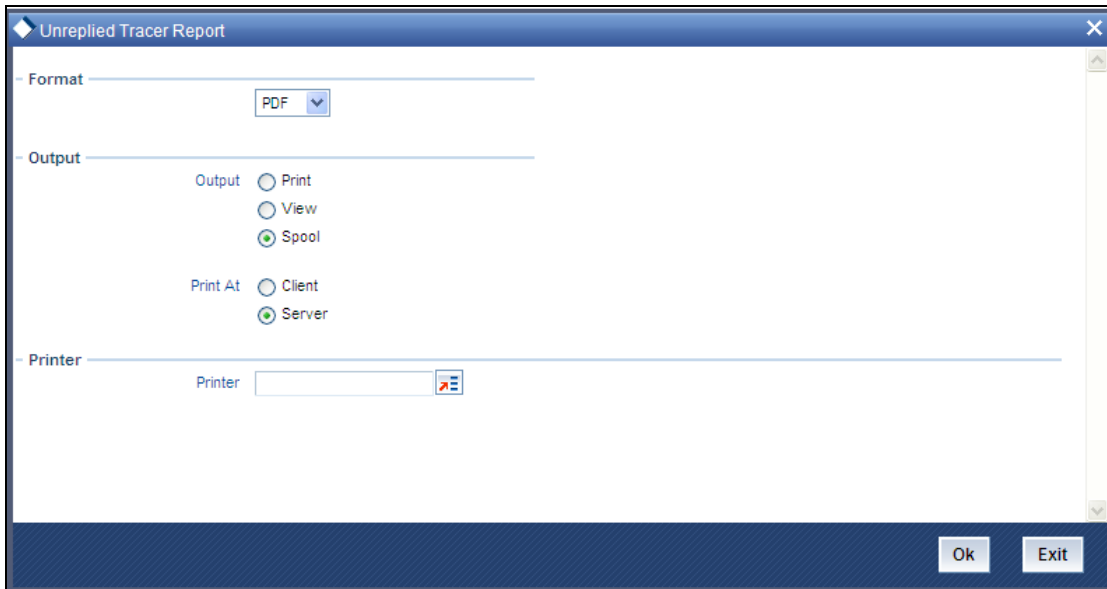 Unreplied Tracer Report
Format
PDF
Output
Output Print
View
Spool
Print At Client
Server
Printer
Printer
Ok Exit